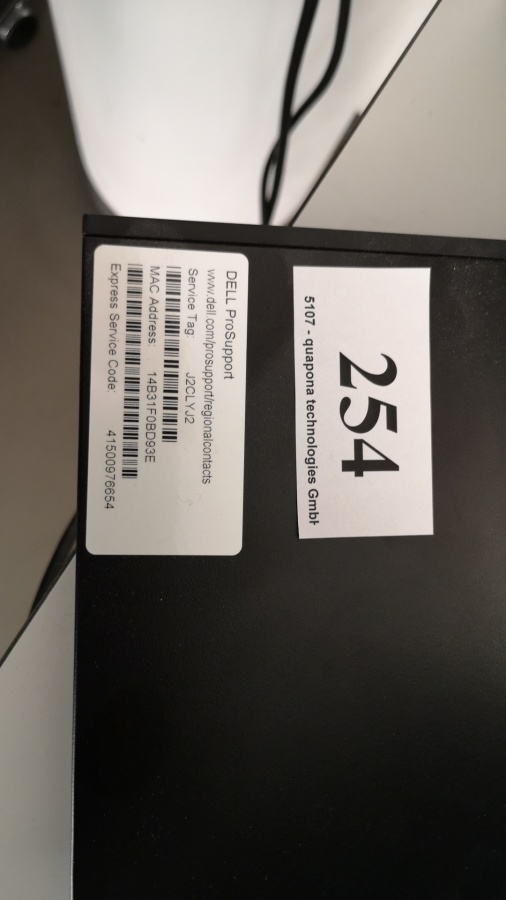 254
5107 - quapona technologies GmbH
DELL ProSupport
www.dell.com/prosupport/regionalcontacts
Service Tag: J2CLYJ2
MAC Address: 14B31F0BD93E
Express Service Code: 41500976654